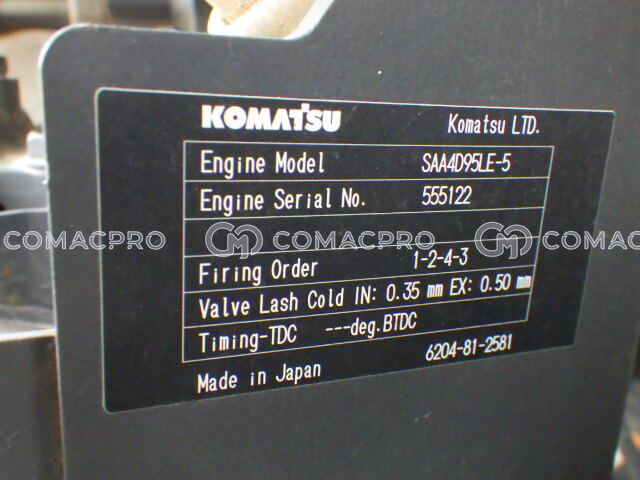 KOMATSU Komatsu LTD.
Engine Model SAA4D95LE-5
Engine Serial No. 555122
COMACPRO COMACPRO COMACPRO
Firing Order 1-2-4-3
Valve Lash Cold IN: 0.35 mm EX: 0.50 mm
Timing-TDC ---deg.BTDC
6204-81-2581
Made in Japan